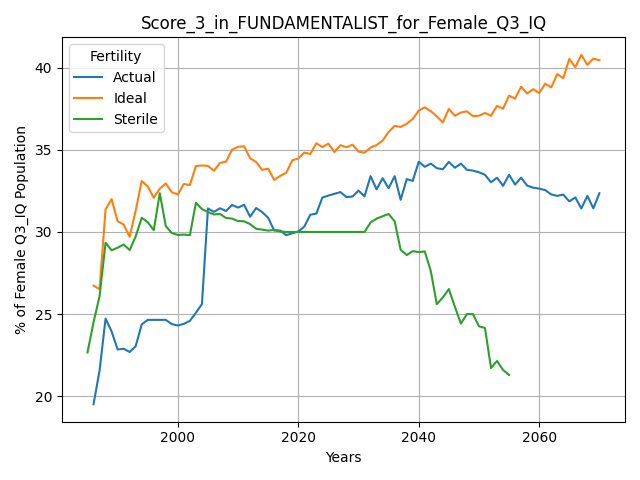 Score_3_in_FUNDAMENTALIST_for_Female_Q3_IQ
Fertility
Actual
Ideal
Sterile
% of Female Q3_IQ Population
40
35
30
25
20
2000
2020
2040
2060
Years